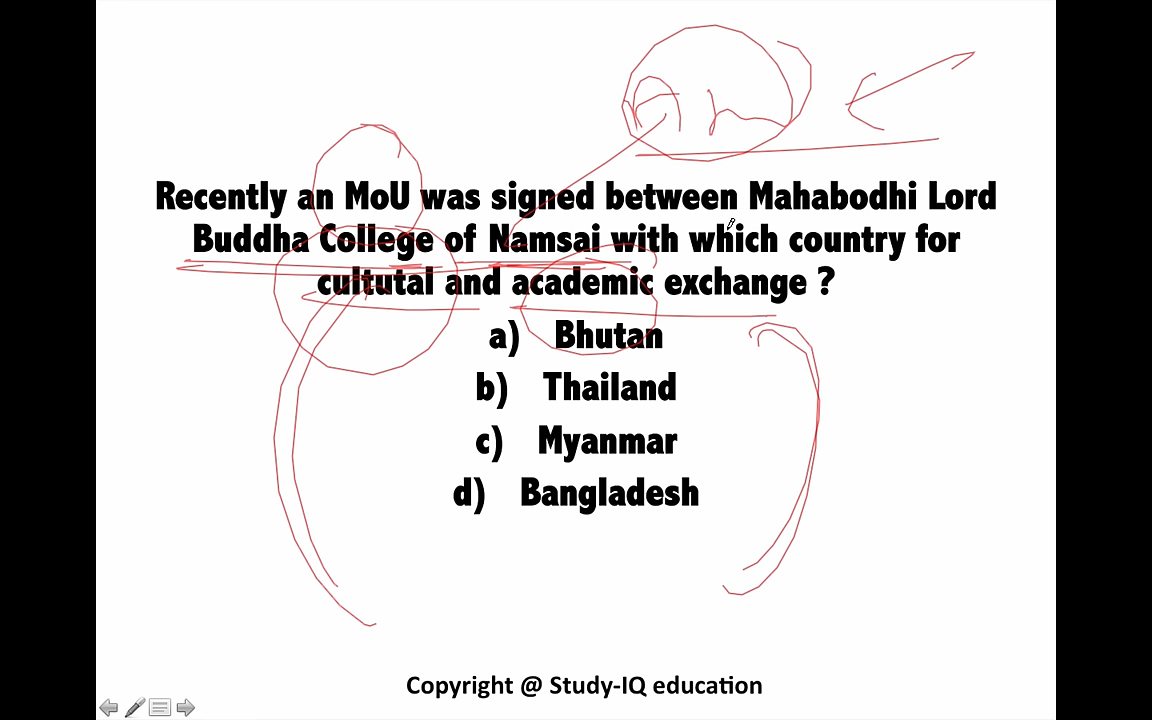 Recently an MoU was signed between Mahabodhi Lord
Buddha College of Namsai with which country for
cultutal and academic exchange ?
a) Bhutan
b) Thailand
c) Myanmar
d) Bangladesh
Copyright @ Study-IQ education